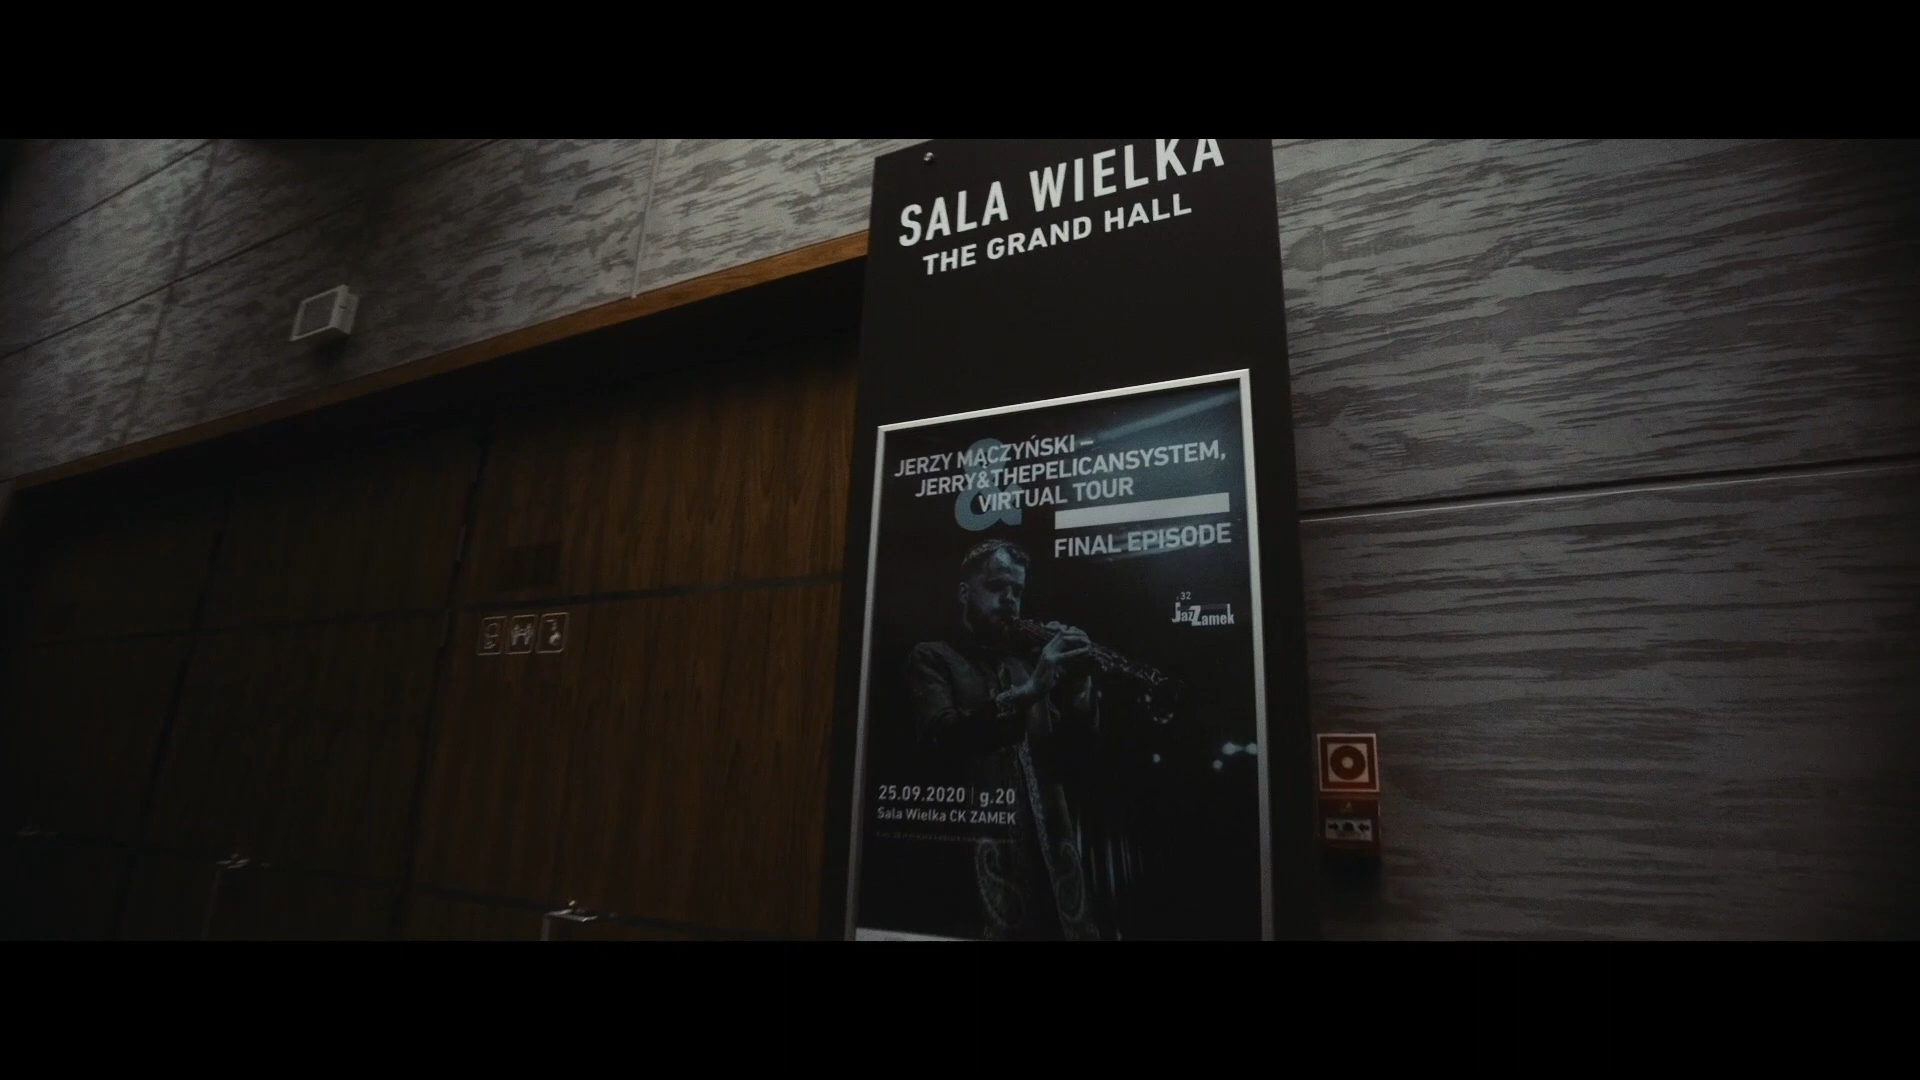 SALA WIELKA
THE GRAND HALL
JERZY MĄCZYŃSKI –
JERRY&THEPELICANSYSTEM,
VIRTUAL TOUR
FINAL EPISODE
32
JazZamek
25.09.2020 | g.20
Sala Wielka CK ZAMEK